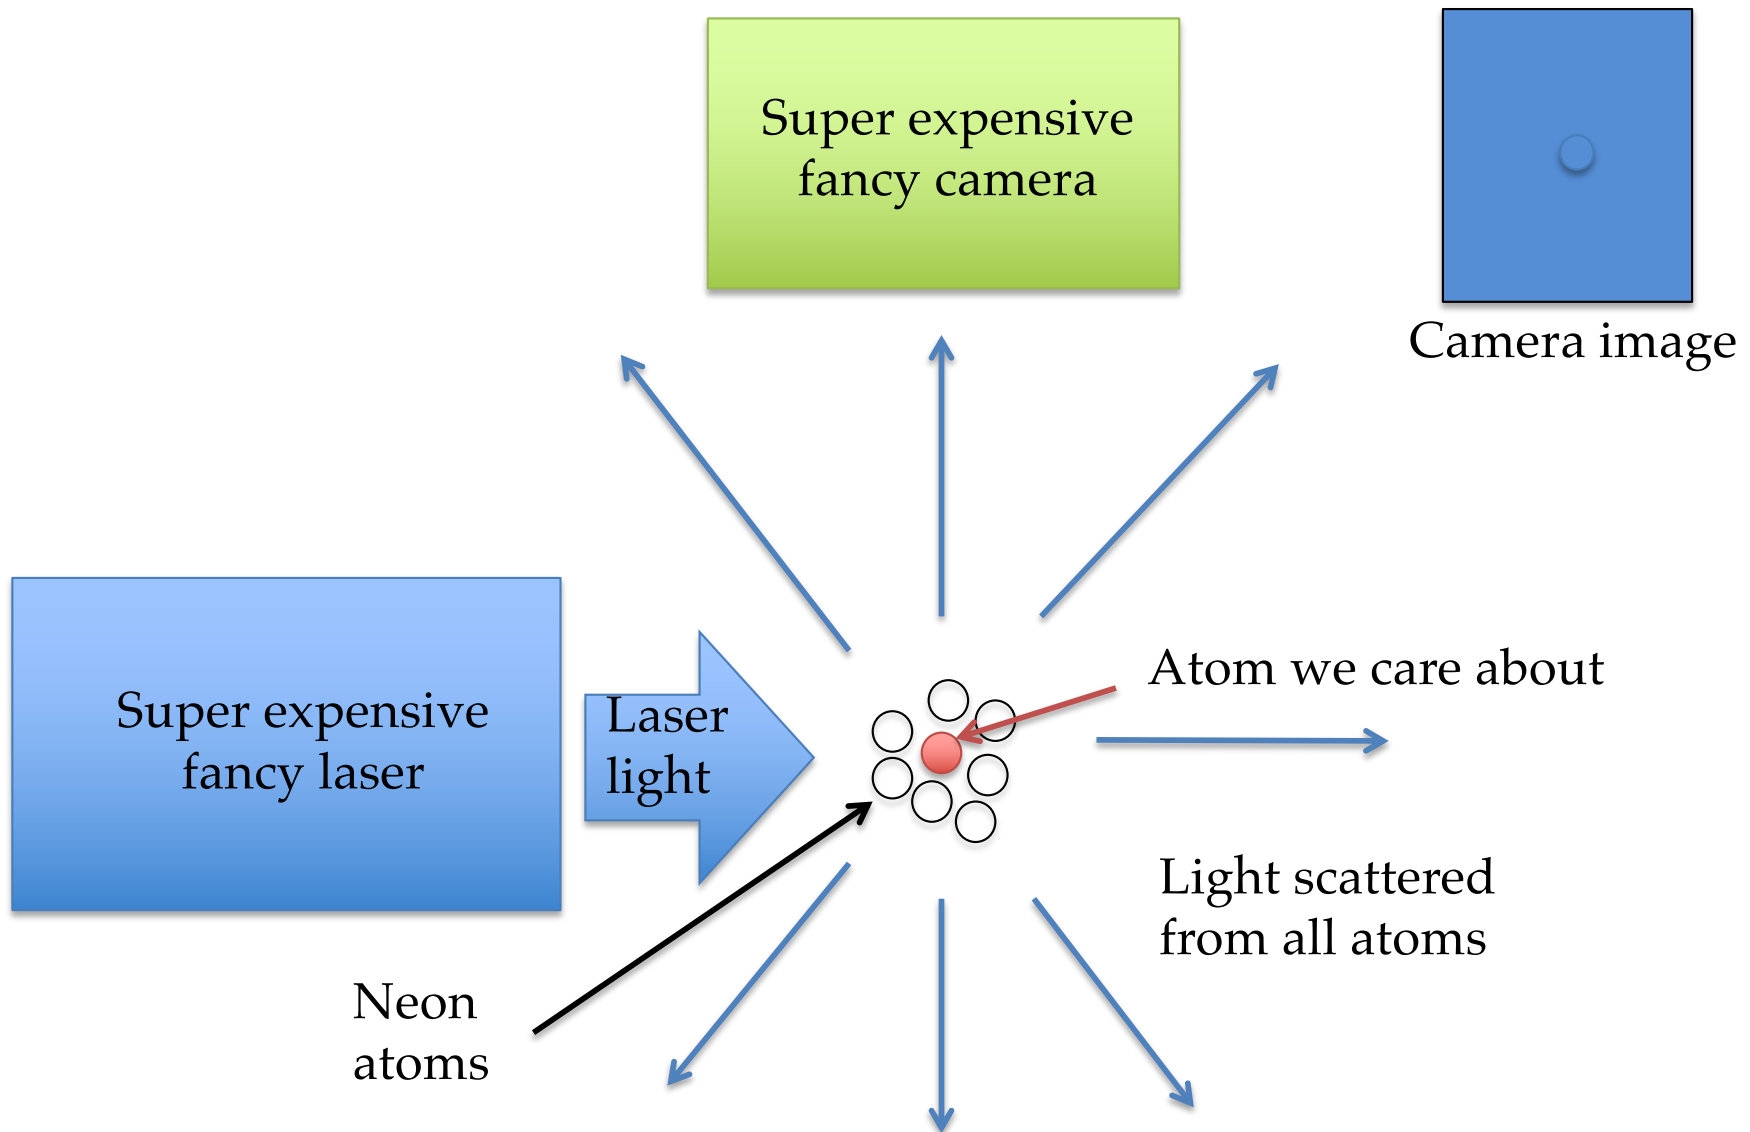 Super expensive
fancy camera
Camera image
Atom we care about
Super expensive
fancy laser
Laser
light
Light scattered
from all atoms
Neon
atoms